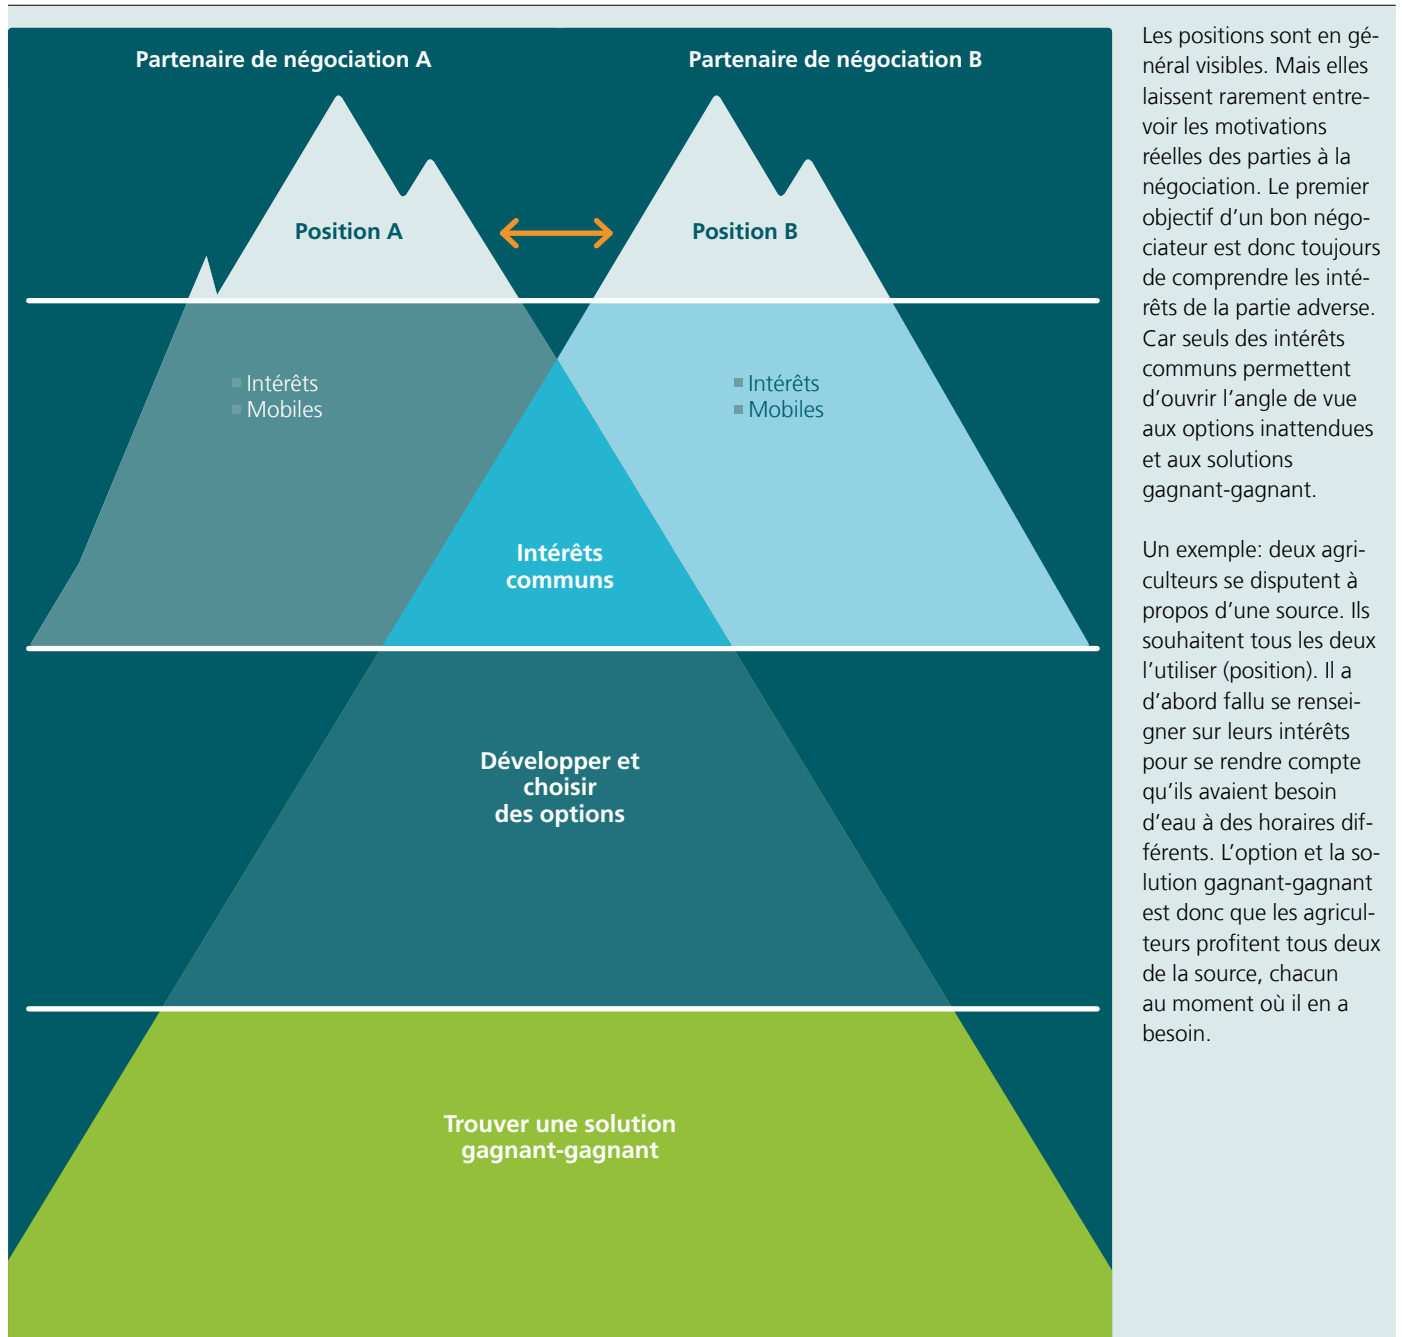 Partenaire de négociation A
Partenaire de négociation B
Position A
Position B
Intérêts
Mobiles
Intérêts
Mobiles
Intérêts
communs
Développer et
choisir
des options
Trouver une solution
gagnant-gagnant
Les positions sont en gé-
néral visibles. Mais elles
laissent rarement entre-
voir les motivations
réelles des parties à la
négociation. Le premier
objectif d’un bon négo-
ciateur est donc toujours
de comprendre les inté-
rêts de la partie adverse.
Car seuls des intérêts
communs permettent
d’ouvrir l’angle de vue
aux options inattendues
et aux solutions
gagnant-gagnant.
Un exemple: deux agri-
culteurs se disputent à
propos d’une source. Ils
souhaitent tous les deux
l’utiliser (position). Il a
d’abord fallu se rensei-
gner sur leurs intérêts
pour se rendre compte
qu’ils avaient besoin
d’eau à des horaires dif-
férents. L’option et la so-
lution gagnant-gagnant
est donc que les agricul-
teurs profitent tous deux
de la source, chacun
au moment où il en a
besoin.